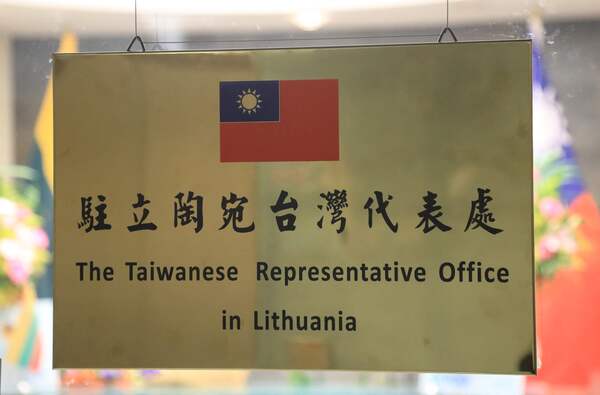 駐立陶宛台灣代表處
The Taiwanese Representative Office
in Lithuania